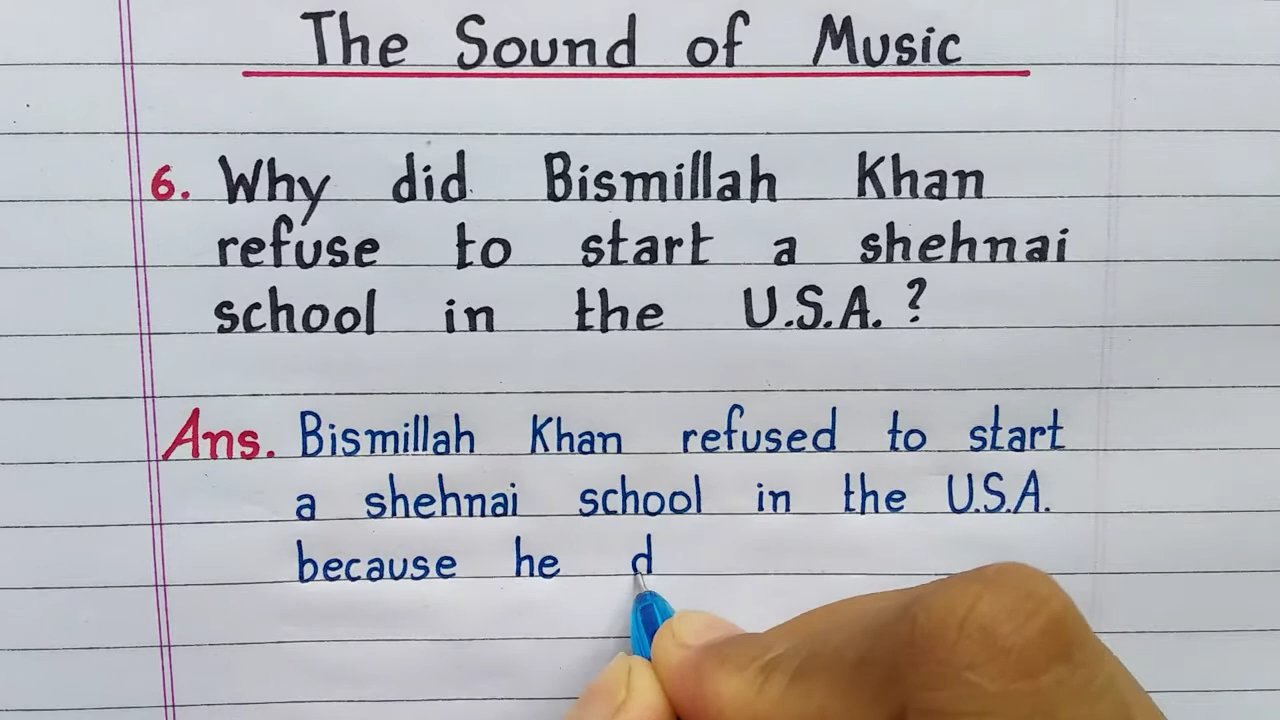 The Sound of Music
6. Why did Bismillah Khan
refuse to start a shehnai
school in the U.S.A. ?
Ans. Bismillah Khan refused to start
a shehnai school in the U.S.A.
because he d